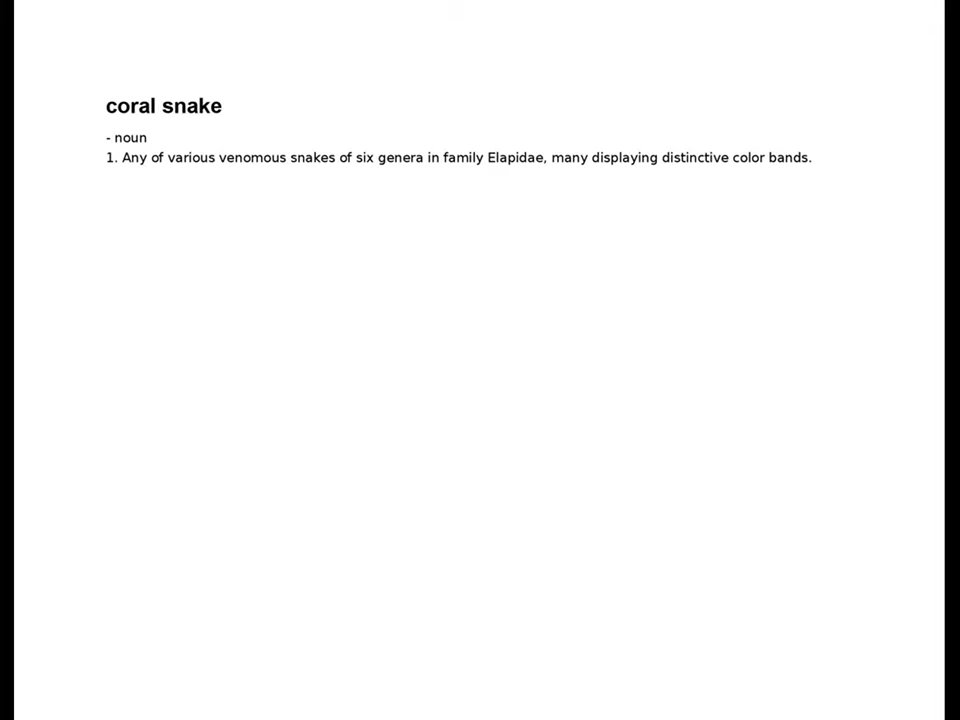 coral snake
- noun
1. Any of various venomous snakes of six genera in family Elapidae, many displaying distinctive color bands.